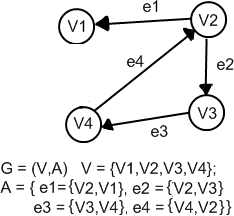 e1
V1
V2
e4
e2
V4
V3
e3
G = (V,A) V = {V1,V2,V3,V4};
A = { e1={V2,V1}, e2 = {V2,V3}
e3 = {V3,V4}, e4 = {V4,V2}}